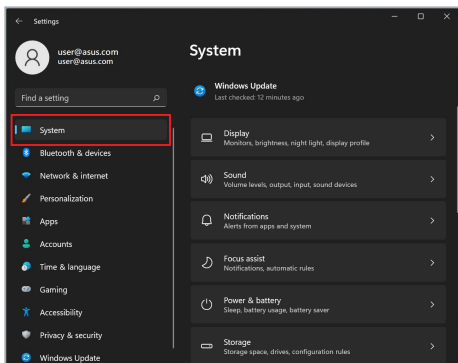 Settings
user@asus.com
user@asus.com
Find a setting
System
Bluetooth & devices
Network & internet
Personalization
Apps
Accounts
Time & language
Gaming
Accessibility
Privacy & security
Windows Update
System
Windows Update
Last checked: 12 minutes ago
Display
Monitors, brightness, night light, display profile
Sound
Volume levels, output, input, sound devices
Notifications
Alerts from apps and system
Focus assist
Notifications, automatic rules
Power & battery
Sleep, battery usage, battery saver
Storage
Storage space, drives, configuration rules